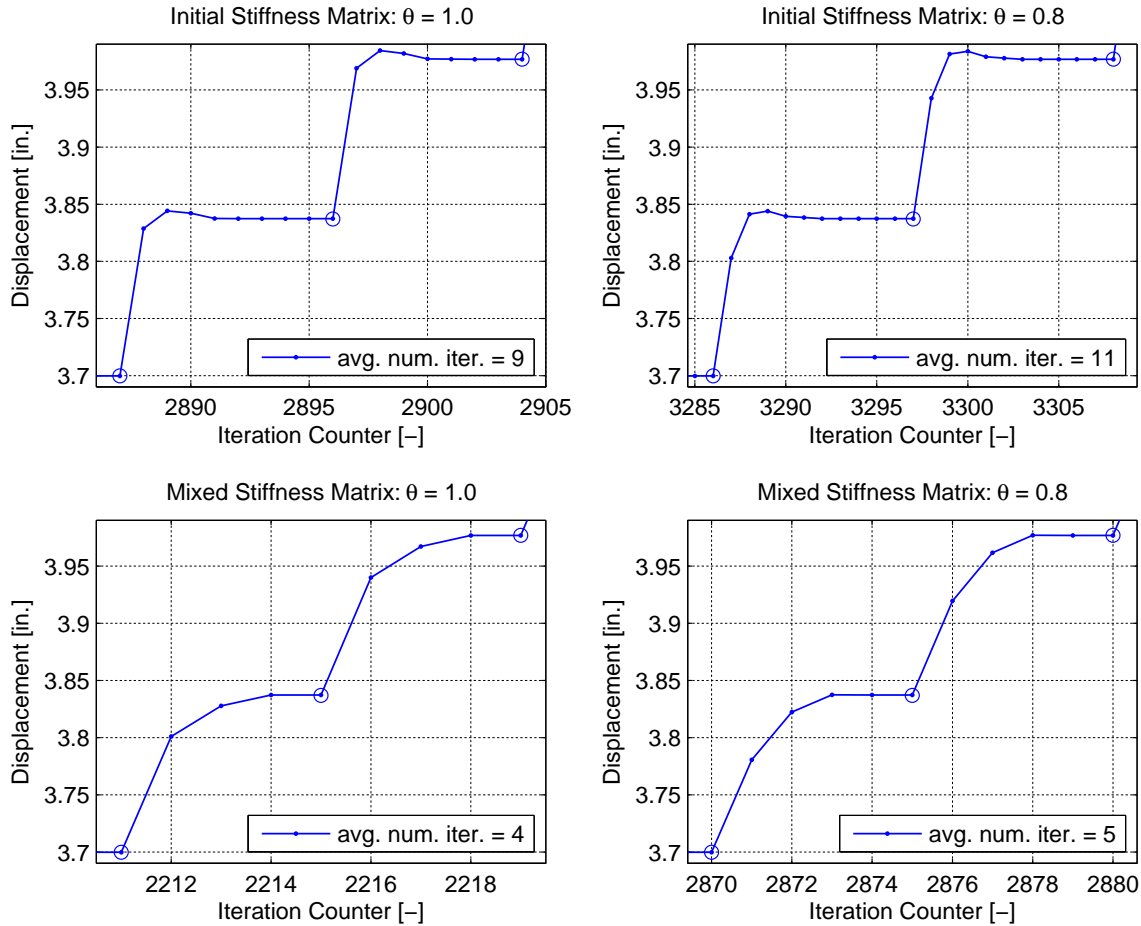 Initial Stiffness Matrix: θ = 1.0
3.95
3.9
3.85
3.8
3.75
3.7
Displacement [in.]
avg. num. iter. = 9
2890 2895 2900 2905
Iteration Counter [−]
Initial Stiffness Matrix: θ = 0.8
3.95
3.9
3.85
3.8
3.75
3.7
Displacement [in.]
avg. num. iter. = 11
3285 3290 3295 3300 3305
Iteration Counter [−]
Mixed Stiffness Matrix: θ = 1.0
3.95
3.9
3.85
3.8
3.75
3.7
Displacement [in.]
avg. num. iter. = 4
2212 2214 2216 2218
Iteration Counter [−]
Mixed Stiffness Matrix: θ = 0.8
3.95
3.9
3.85
3.8
3.75
3.7
Displacement [in.]
avg. num. iter. = 5
2870 2872 2874 2876 2878 2880
Iteration Counter [−]